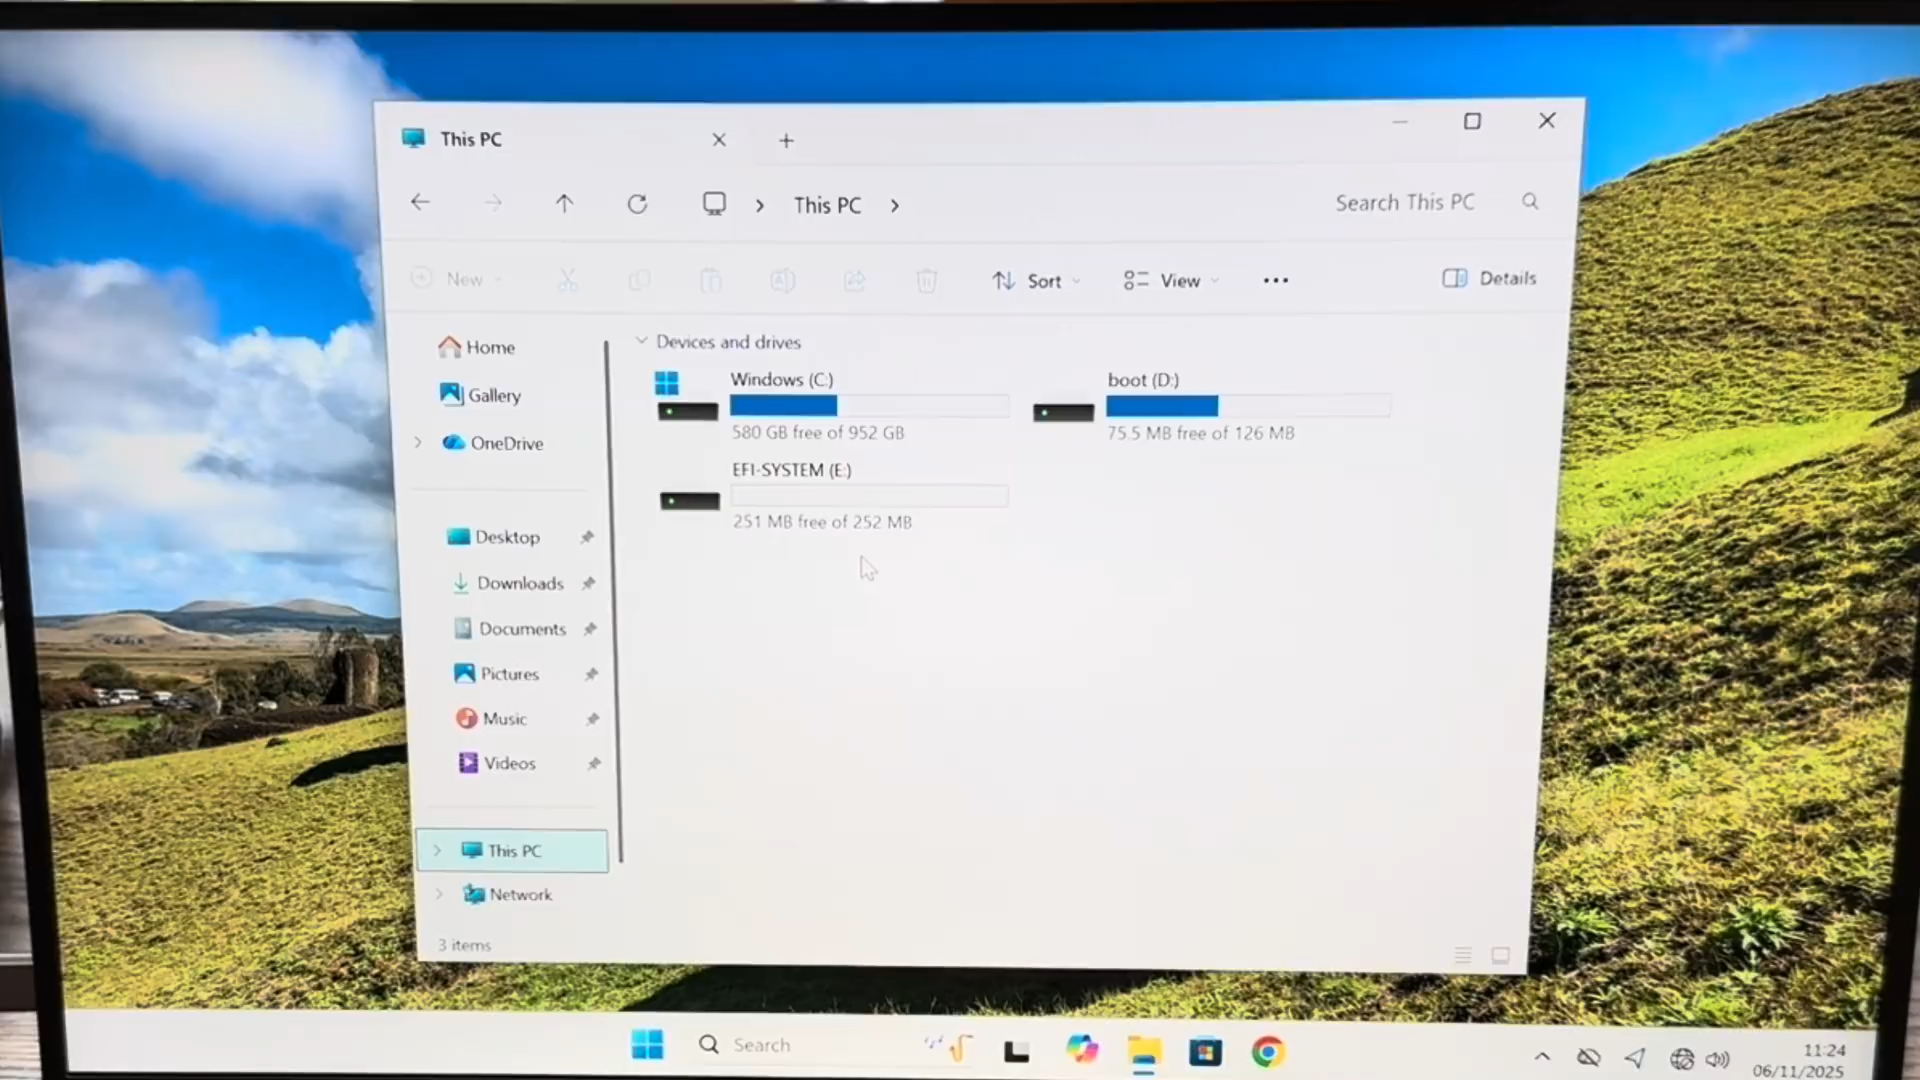 This PC
This PC
Search This PC
New
Sort
View
Details
Home
Gallery
OneDrive
Desktop
Downloads
Documents
Pictures
Music
Videos
This PC
Network
Devices and drives
Windows (C:)
580 GB free of 952 GB
boot (D:)
75.5 MB free of 126 MB
EFI-SYSTEM (E:)
251 MB free of 252 MB
3 items
Search
11:24
06/11/2025